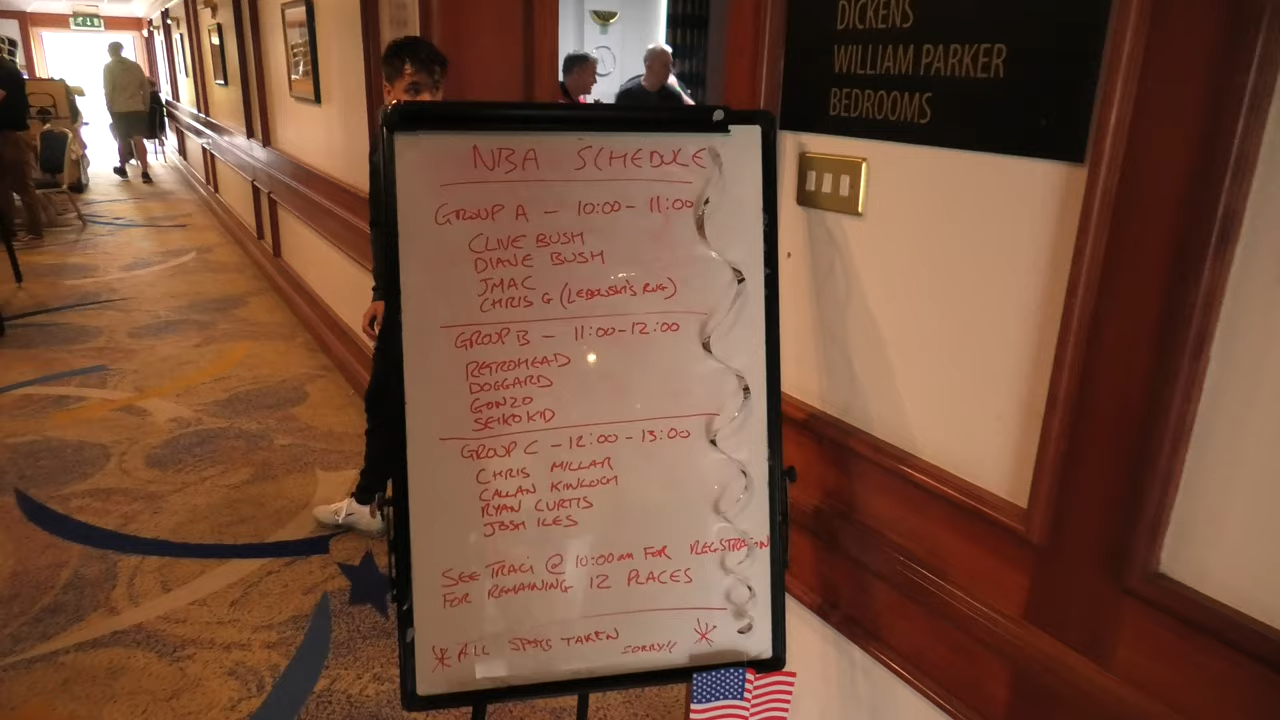 DICKENS
WILLIAM PARKER
BEDROOMS
NBA SCHEDULE
GROUP A - 10:00 - 11:00
CLIVE BUSH
DIANE BUSH
JMAC
CHRIS G (LEBOWSKI'S RUG)
GROUP B - 11:00-12:00
RETROHEAD
DOGGARD
GONZO
SEIKOKID
GROUP C - 12:00 - 13:00
CHRIS MILLAR
CALLAN KINLOCH
RYAN CURTIS
JOSH ILES
SEE TRACI @ 10:00am FOR REGISTRATION
FOR REMAINING 12 PLACES
* ALL SPOTS TAKEN SORRY!! *